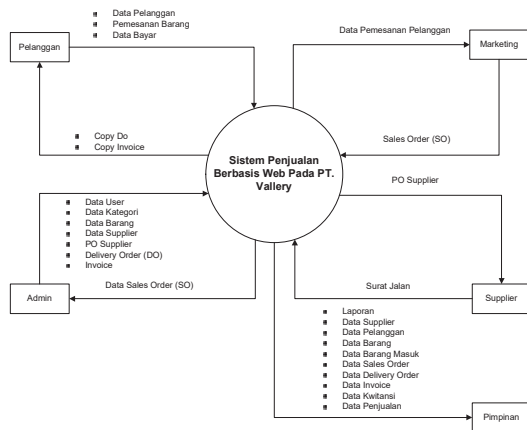 Data Pelanggan
Pemesanan Barang
Data Bayar
Pelanggan
Data Pemesanan Pelanggan
Marketing
Copy Do
Copy Invoice
Sales Order (SO)
Sistem Penjualan
Berbasis Web Pada PT.
Vallery
PO Supplier
Data User
Data Kategori
Data Barang
Data Supplier
PO Supplier
Delivery Order (DO)
Invoice
Admin
Data Sales Order (SO)
Surat Jalan
Supplier
Laporan
Data Supplier
Data Pelanggan
Data Barang
Data Barang Masuk
Data Sales Order
Data Delivery Order
Data Invoice
Data Kwitansi
Data Penjualan
Pimpinan